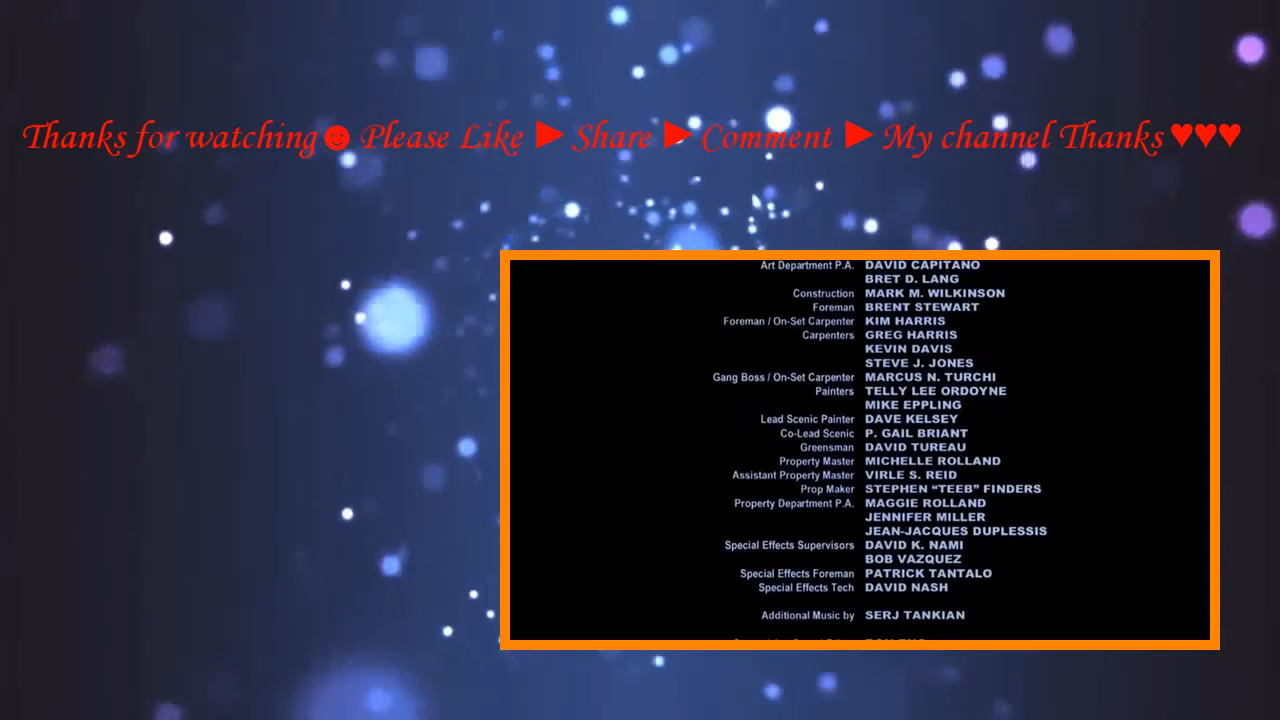 Thanks for watching☻Please Like ►Share ►Comment ►My channel Thanks♥♥♥
Art Department P.A. DAVID CAPITANO
BRET D. LANG
Construction MARK M. WILKINSON
Foreman BRENT STEWART
Foreman / On-Set Carpenter KIM HARRIS
Carpenters GREG HARRIS
KEVIN DAVIS
STEVE J. JONES
Gang Boss / On-Set Carpenter MARCUS N. TURCHI
Painters TELLY LEE ORDOYNE
MIKE EPPLING
Lead Scenic Painter DAVE KELSEY
Co-Lead Scenic P. GAIL BRIANT
Greensman DAVID TUREAU
Property Master MICHELLE ROLLAND
Assistant Property Master VIRLE S. REID
Prop Maker STEPHEN “TEEB” FINDERS
Property Department P.A. MAGGIE ROLLAND
JENNIFER MILLER
JEAN-JACQUES DUPLESSIS
Special Effects Supervisors DAVID K. NAMI
BOB VAZQUEZ
Special Effects Foreman PATRICK TANTALO
Special Effects Tech DAVID NASH
Additional Music by SERJ TANKIAN